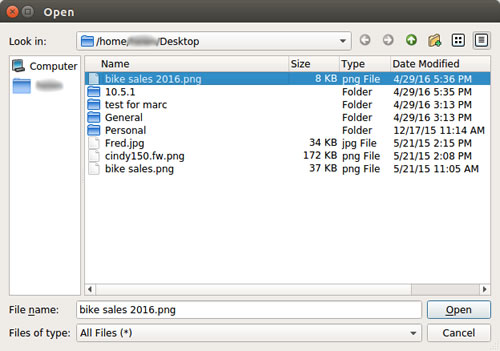 Open
Look in: /home/ /Desktop
Computer
Name Size Type Date Modified
bike sales 2016.png 8 KB png File 4/29/16 5:36 PM
10.5.1 Folder 4/29/16 5:35 PM
test for marc Folder 4/29/16 3:13 PM
General Folder 4/29/16 3:13 PM
Personal Folder 12/17/15 11:14 AM
Fred.jpg 34 KB jpg File 5/21/15 2:15 PM
cindy150.fw.png 172 KB png File 5/21/15 2:08 PM
bike sales.png 37 KB png File 5/21/15 11:05 AM
File name: bike sales 2016.png Open
Files of type: All Files (*) Cancel